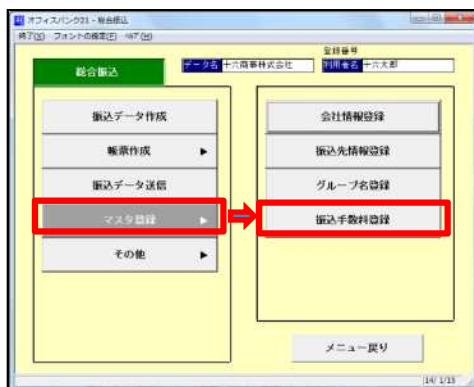 オフィスバンク21 - 総合振込
終了(X) フォントの指定(F) ヘルプ(H)
登録番号
総合振込 データ名 十六商事株式会社 利用者名 十六太郎
振込データ作成
帳票作成 ▶
振込データ送信
マスタ登録 ▶
その他 ▶
会社情報登録
振込先情報登録
グループ名登録
振込手数料登録
メニュー戻り
14/ 1/15